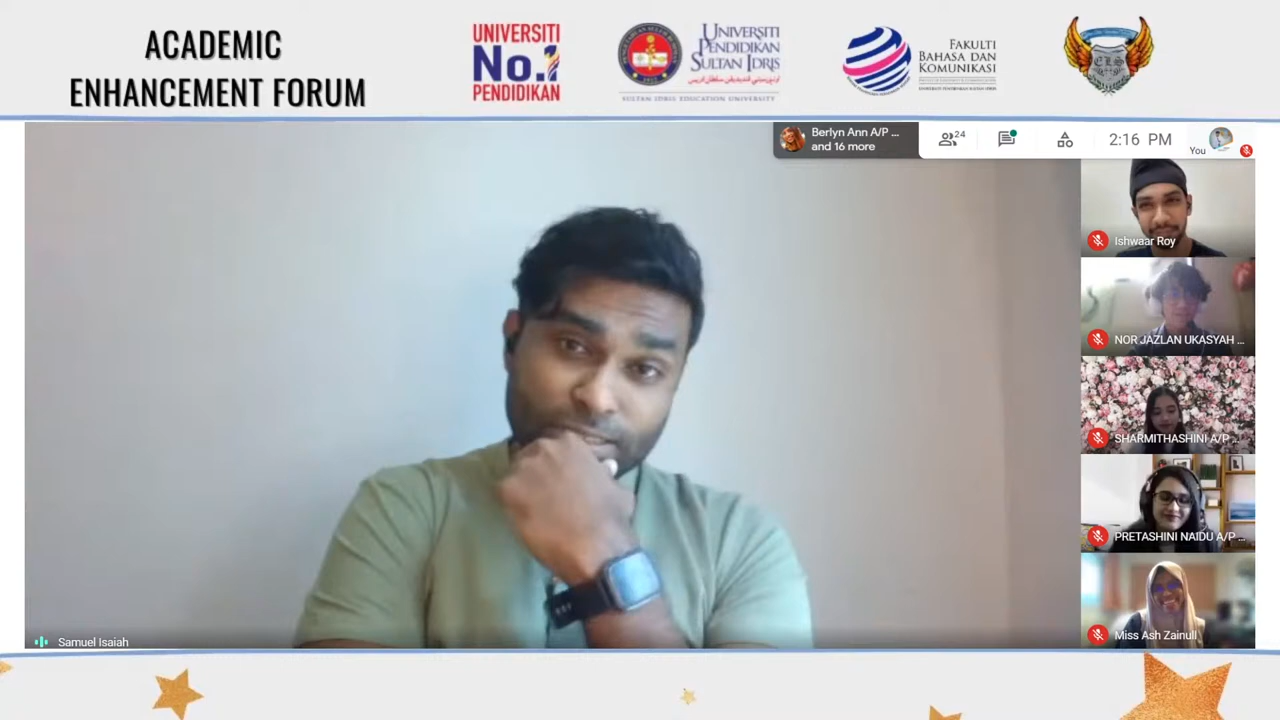 ACADEMIC
ENHANCEMENT FORUM
UNIVERSITI
No.1
PENDIDIKAN
UNIVERSITI
PENDIDIKAN
SULTAN IDRIS
SULTAN IDRIS EDUCATION UNIVERSITY
FAKULTI
BAHASA DAN
KOMUNIKASI
ELS
Berlyn Ann A/P ...
and 16 more
24
2:16 PM
You
Ishwaar Roy
NOR JAZLAN UKASYAH ...
SHARMITHASHINI A/P ...
PRETASHINI NAIDU A/P ...
Miss Ash Zainull
Samuel Isaiah